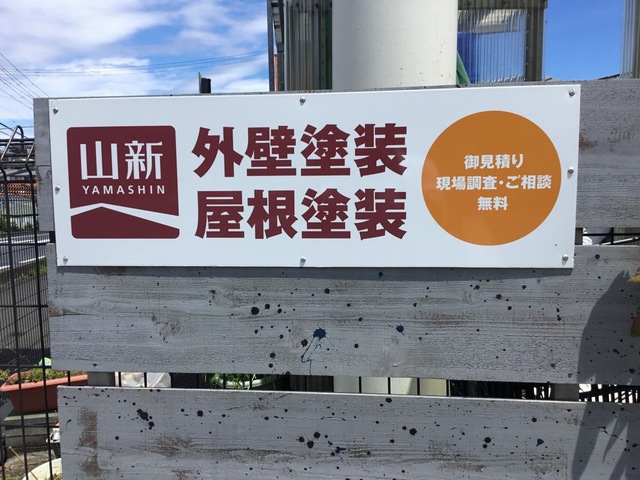 山新
YAMASHIN
外壁塗装
屋根塗装
御見積り
現場調査・ご相談
無料